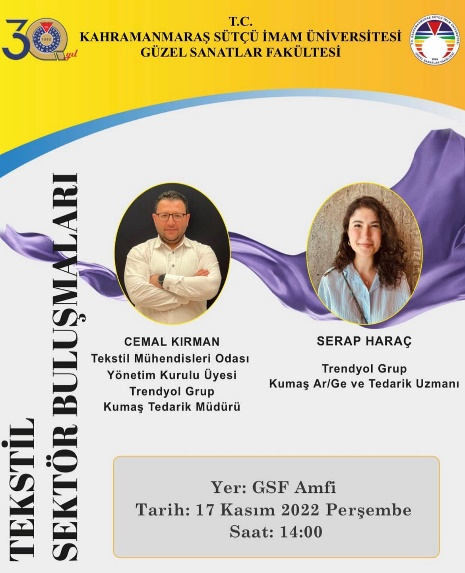 30. yıl
T.C.
KAHRAMANMARAŞ SÜTÇÜ İMAM ÜNİVERSİTESİ
GÜZEL SANATLAR FAKÜLTESİ
TEKSTİL
SEKTÖR BULUŞMALARI
CEMAL KIRMAN
Tekstil Mühendisleri Odası
Yönetim Kurulu Üyesi
Trendyol Grup
Kumaş Tedarik Müdürü
SERAP HARAÇ
Trendyol Grup
Kumaş Ar/Ge ve Tedarik Uzmanı
Yer: GSF Amfi
Tarih: 17 Kasım 2022 Perşembe
Saat: 14:00